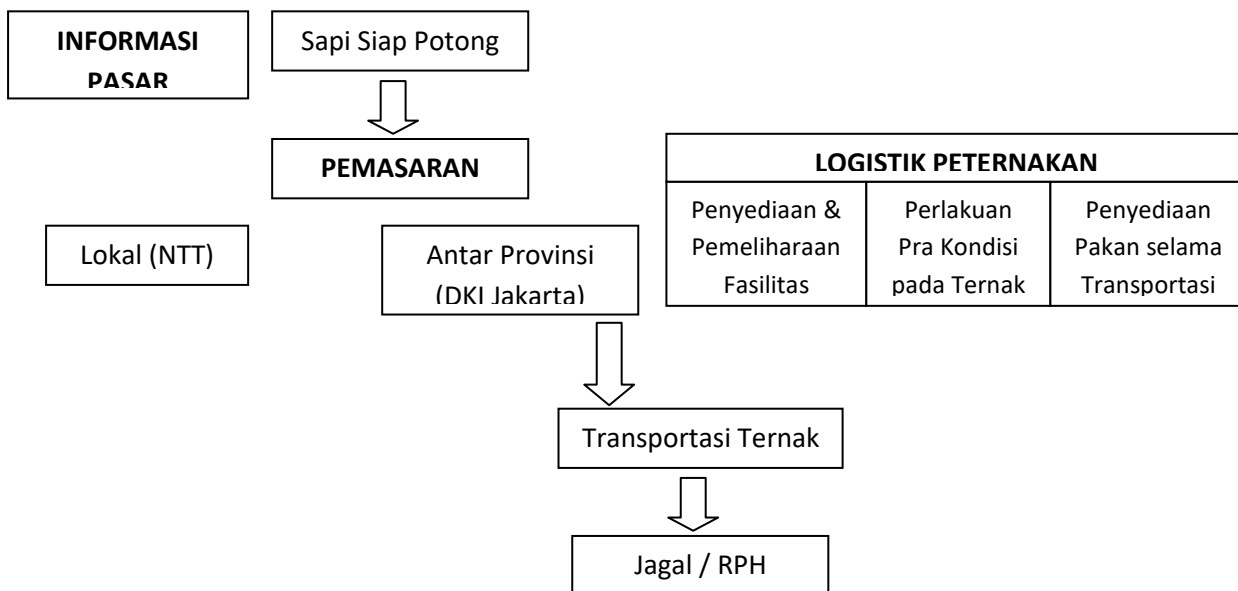 INFORMASI
PASAR
Sapi Siap Potong
PEMASARAN
LOGISTIK PETERNAKAN
Penyediaan &
Pemeliharaan
Fasilitas
Perlakuan
Pra Kondisi
pada Ternak
Penyediaan
Pakan selama
Transportasi
Lokal (NTT)
Antar Provinsi
(DKI Jakarta)
Transportasi Ternak
Jagal / RPH